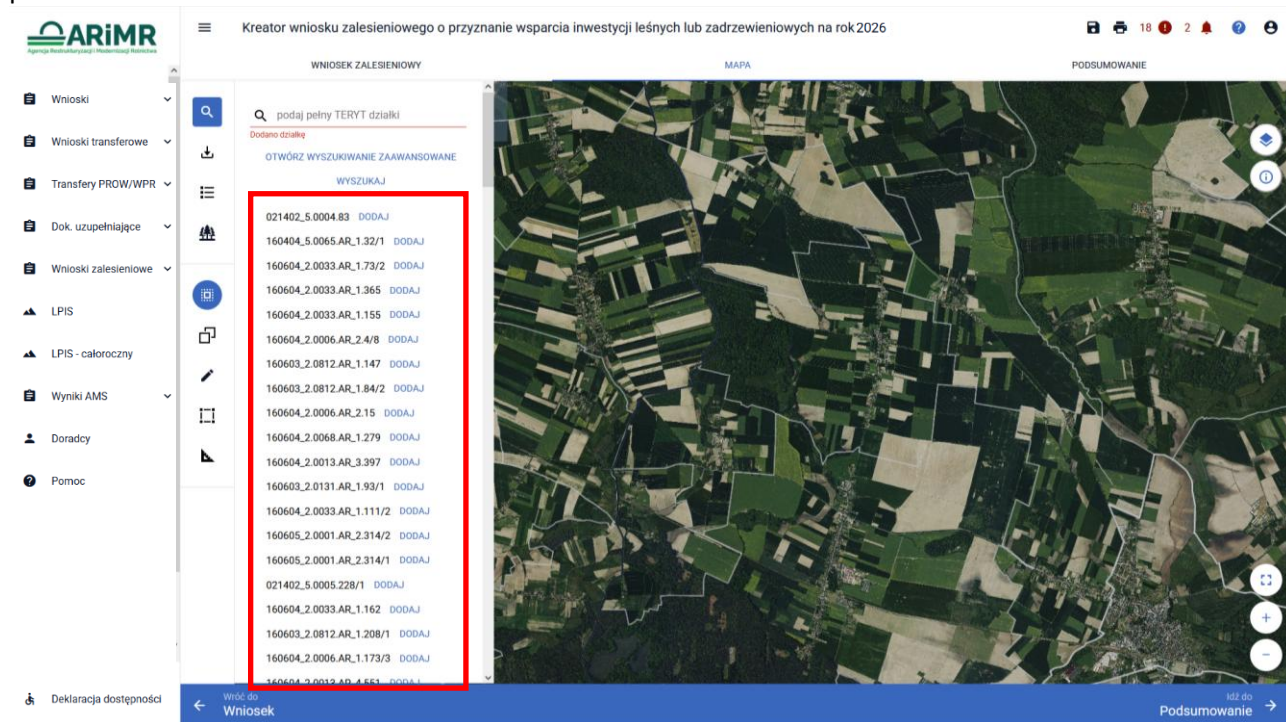 ARiMR
Agencja Restrukturyzacji i Modernizacji Rolnictwa
Kreator wniosku zalesieniowego o przyznanie wsparcia inwestycji leśnych lub zadrzewieniowych na rok 2026
18
2
WNIOSEK ZALESIENIOWY
MAPA
PODSUMOWANIE
Wnioski
Wnioski transferowe
Transfery PROW/WPR
Dok. uzupełniające
Wnioski zalesieniowe
LPIS
LPIS - całoroczny
Wyniki AMS
Doradcy
Pomoc
Deklaracja dostępności
podaj pełny TERYT działki
Dodano działkę
OTWÓRZ WYSZUKIWANIE ZAAWANSOWANE
WYSZUKAJ
021402_5.0004.83 DODAJ
160404_5.0065.AR_1.32/1 DODAJ
160604_2.0033.AR_1.73/2 DODAJ
160604_2.0033.AR_1.365 DODAJ
160604_2.0033.AR_1.155 DODAJ
160604_2.0006.AR_2.4/8 DODAJ
160603_2.0812.AR_1.147 DODAJ
160603_2.0812.AR_1.84/2 DODAJ
160604_2.0006.AR_2.15 DODAJ
160604_2.0068.AR_1.279 DODAJ
160604_2.0013.AR_3.397 DODAJ
160603_2.0131.AR_1.93/1 DODAJ
160604_2.0033.AR_1.111/2 DODAJ
160605_2.0001.AR_2.314/2 DODAJ
160605_2.0001.AR_2.314/1 DODAJ
021402_5.0005.228/1 DODAJ
160604_2.0033.AR_1.162 DODAJ
160603_2.0812.AR_1.208/1 DODAJ
160604_2.0006.AR_1.173/3 DODAJ
160604_2.0013.AR_4.551 DODAJ
Wróć do
Wniosek
Idź do
Podsumowanie